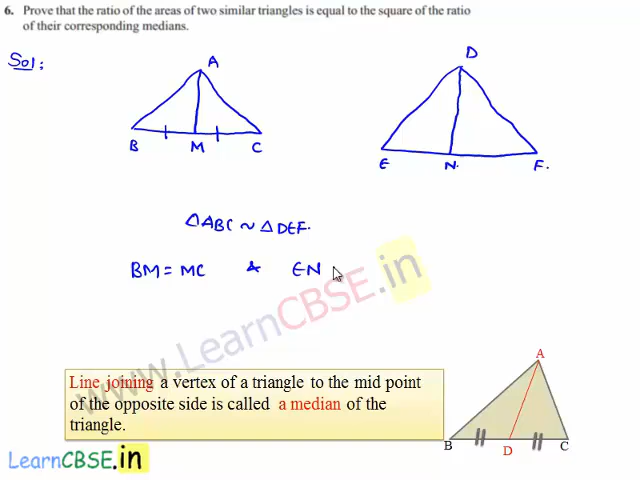 6. Prove that the ratio of the areas of two similar triangles is equal to the square of the ratio
of their corresponding medians.
Sol:
A
B M C
D
E N. F.
△ABC ~ △DEF.
BM = MC & EN
www.LearnCBSE.in
Line joining a vertex of a triangle to the mid point
of the opposite side is called a median of the
triangle.
A
B D C
LearnCBSE.in